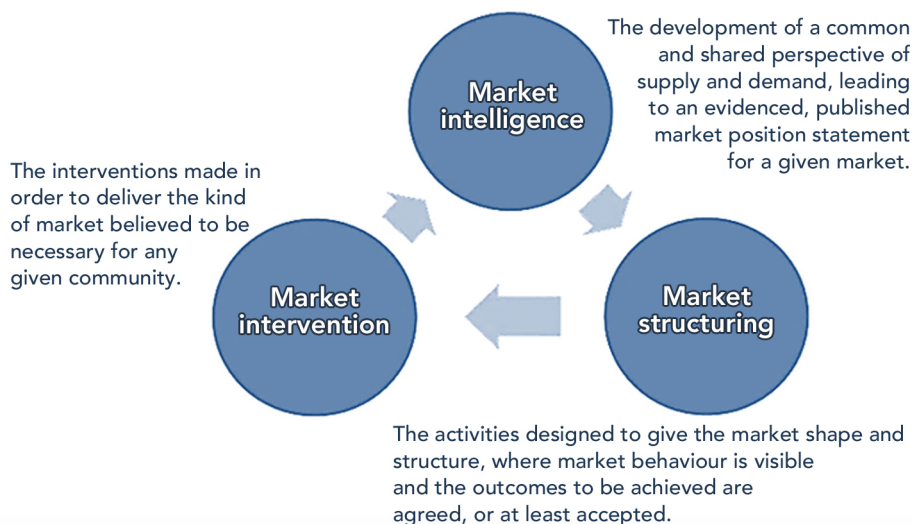 Market
intelligence
The development of a common
and shared perspective of
supply and demand, leading
to an evidenced, published
market position statement
for a given market.
The interventions made in
order to deliver the kind
of market believed to be
necessary for any
given community.
Market
intervention
Market
structuring
The activities designed to give the market shape and
structure, where market behaviour is visible
and the outcomes to be achieved are
agreed, or at least accepted.